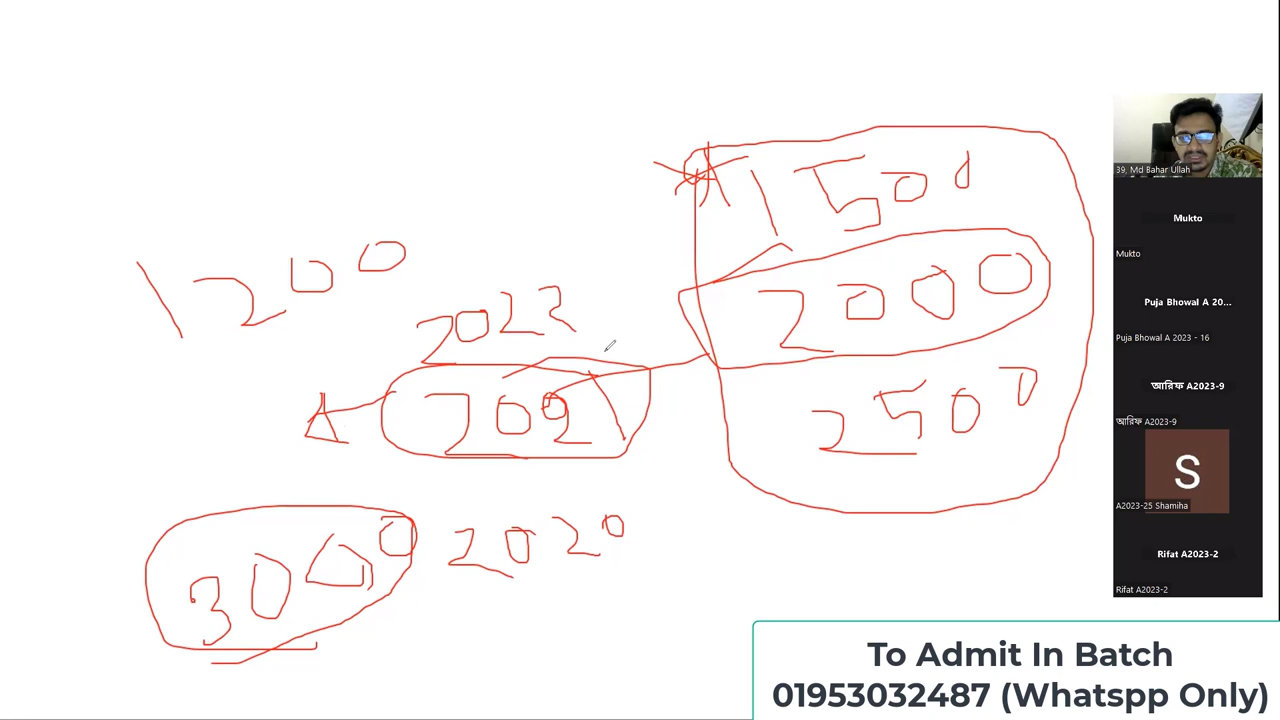 1500
2000
2500
1200
2022
2021
2020
3000
39, Md Bahar Ullah
Mukto
Mukto
Puja Bhowal A 20...
Puja Bhowal A 2023 - 16
আরিফ A2023-9
আরিফ A2023-9
S
A2023-25 Shamiha
Rifat A2023-2
Rifat A2023-2
To Admit In Batch
01953032487 (Whatspp Only)